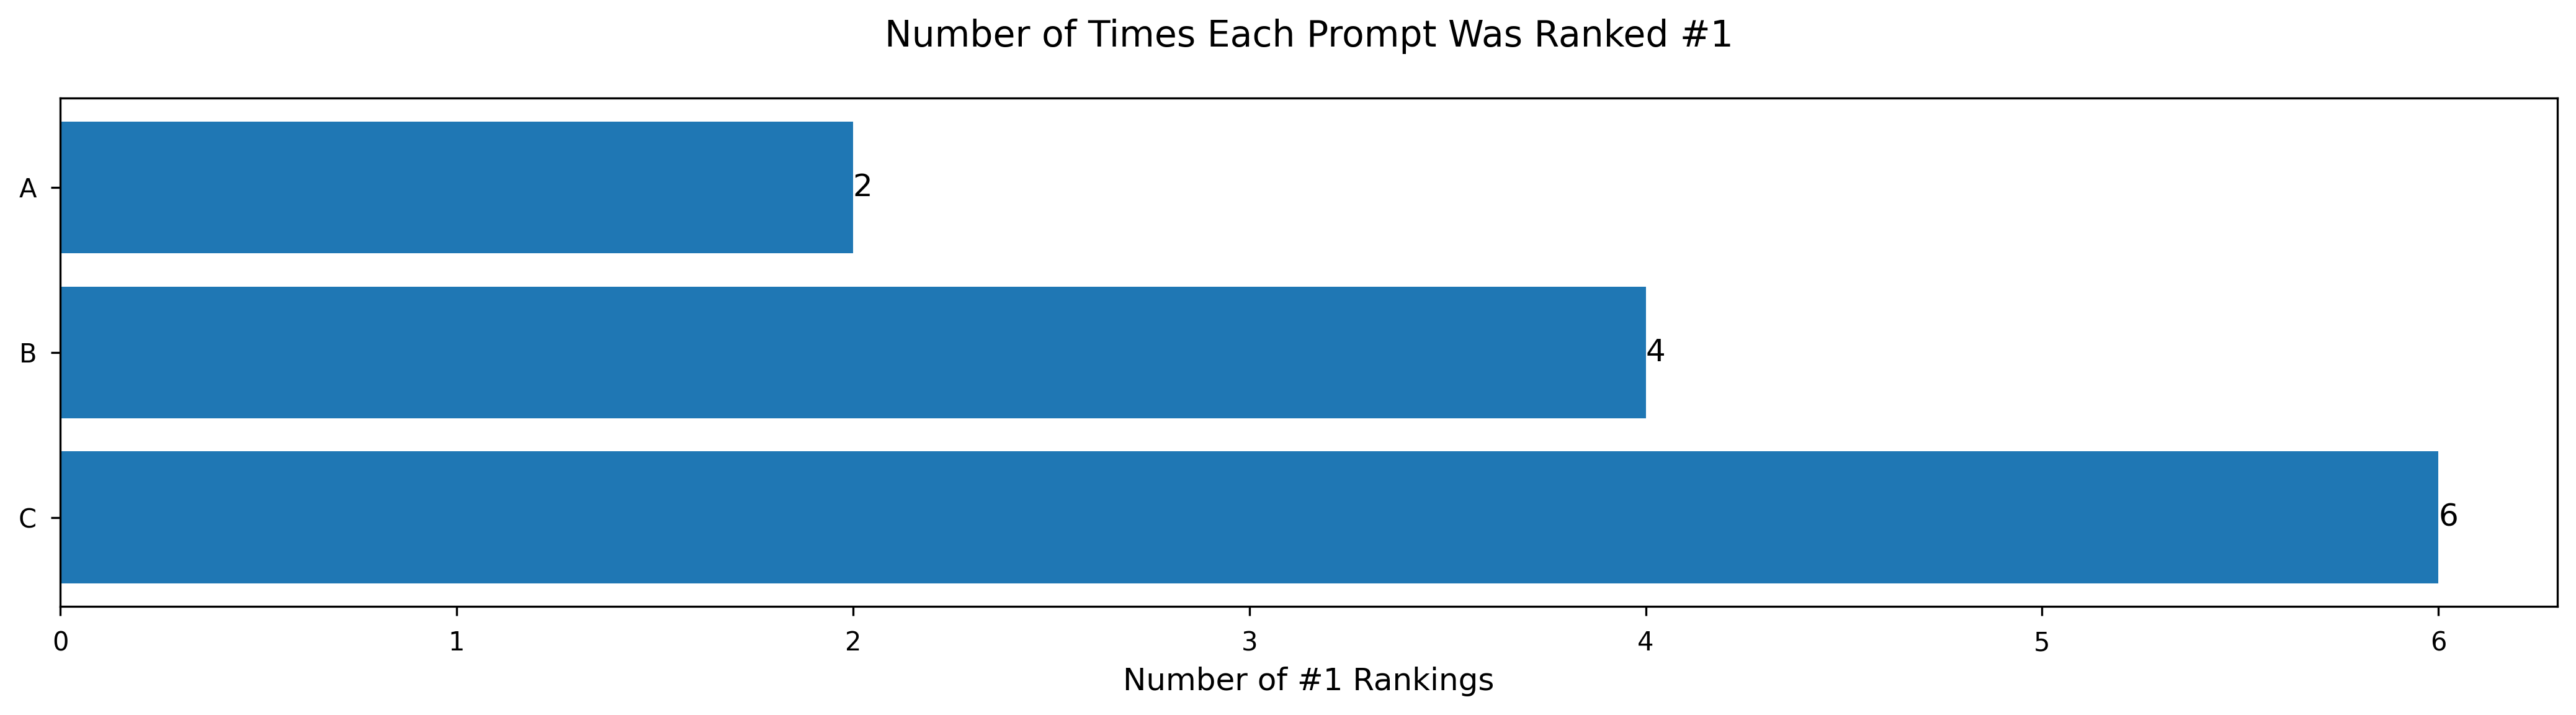 Number of Times Each Prompt Was Ranked #1
A
2
B
4
C
6
0 1 2 3 4 5 6
Number of #1 Rankings